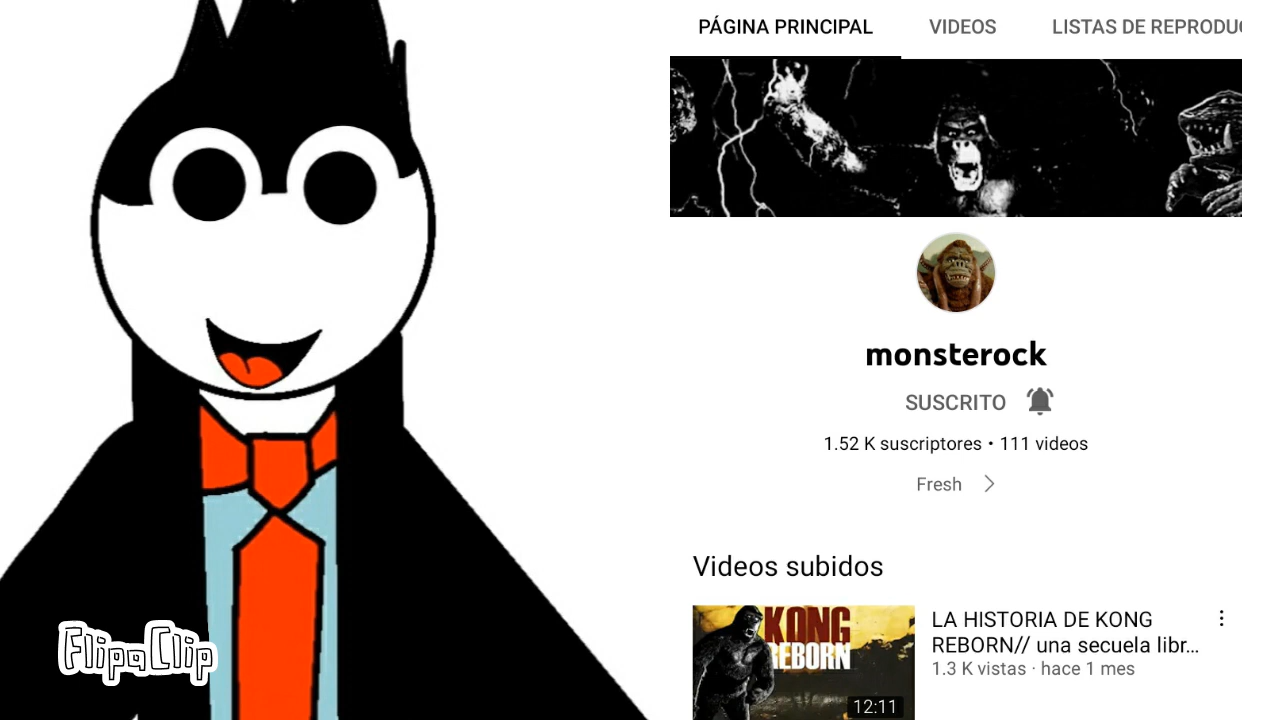 PÁGINA PRINCIPAL VIDEOS LISTAS DE REPRODUC
monsterock
SUSCRITO
1.52 K suscriptores • 111 videos
Fresh
Videos subidos
KONG
REBORN
12:11
LA HISTORIA DE KONG
REBORN// una secuela libr...
1.3 K vistas · hace 1 mes
FlipaClip